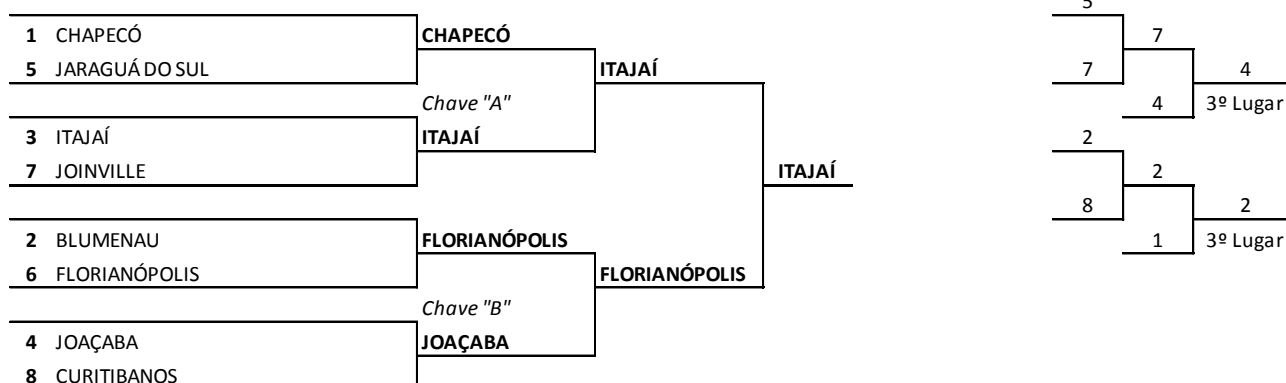 5
1 CHAPECÓ CHAPECÓ 7
5 JARAGUÁ DO SUL ITAJAÍ 7 4
Chave "A" 4 3º Lugar
3 ITAJAÍ ITAJAÍ 2
7 JOINVILLE ITAJAÍ 2
8 2
2 BLUMENAU FLORIANÓPOLIS 1 3º Lugar
6 FLORIANÓPOLIS FLORIANÓPOLIS
Chave "B"
4 JOAÇABA JOAÇABA
8 CURITIBANOS